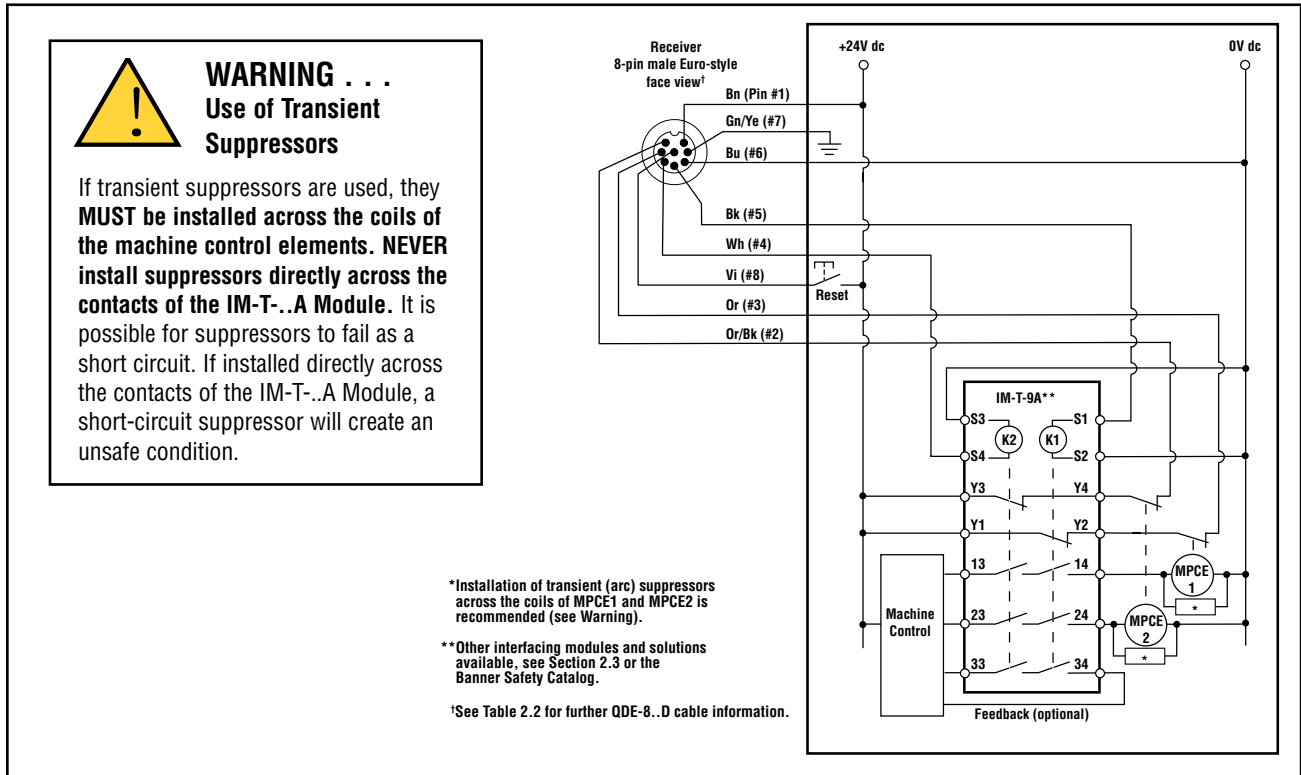 WARNING . . .
Use of Transient
Suppressors
If transient suppressors are used, they
MUST be installed across the coils of
the machine control elements. NEVER
install suppressors directly across the
contacts of the IM-T-..A Module. It is
possible for suppressors to fail as a
short circuit. If installed directly across
the contacts of the IM-T-..A Module, a
short-circuit suppressor will create an
unsafe condition.
Receiver
8-pin male Euro-style
face view†
+24V dc
0V dc
Bn (Pin #1)
Gn/Ye (#7)
Bu (#6)
Bk (#5)
Wh (#4)
Vi (#8)
Reset
Or (#3)
Or/Bk (#2)
IM-T-9A**
S3
S1
K2
K1
S4
S2
Y3
Y4
Y1
Y2
13
14
MPCE
1
*
Machine
Control
23
24
MPCE
2
*
33
34
Feedback (optional)
*Installation of transient (arc) suppressors
across the coils of MPCE1 and MPCE2 is
recommended (see Warning).
**Other interfacing modules and solutions
available, see Section 2.3 or the
Banner Safety Catalog.
†See Table 2.2 for further QDE-8..D cable information.